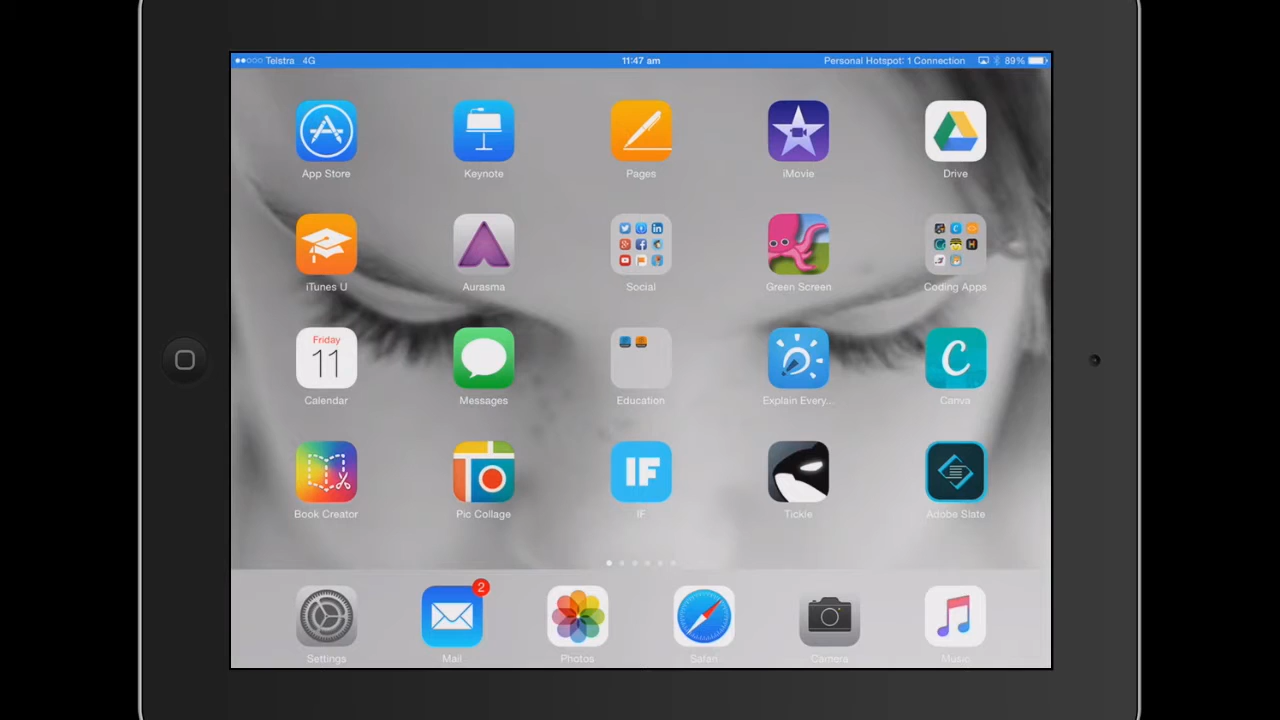 Telstra 4G 11:47 am Personal Hotspot: 1 Connection 89%
App Store Keynote Pages iMovie Drive
iTunes U Aurasma Social Green Screen Coding Apps
Friday
11
Calendar Messages Education Explain Every... Canva
IF
Book Creator Pic Collage IF Tickle Adobe Slate
2
Settings Mail Photos Safari Camera Music